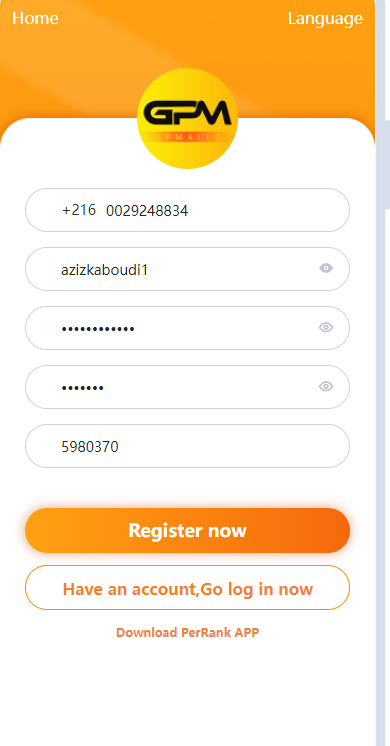 Home
Language
GPM
GPMALLS
+216 0029248834
azizkaboudi1
••••••••••••
•••••••
5980370
Register now
Have an account,Go log in now
Download PerRank APP